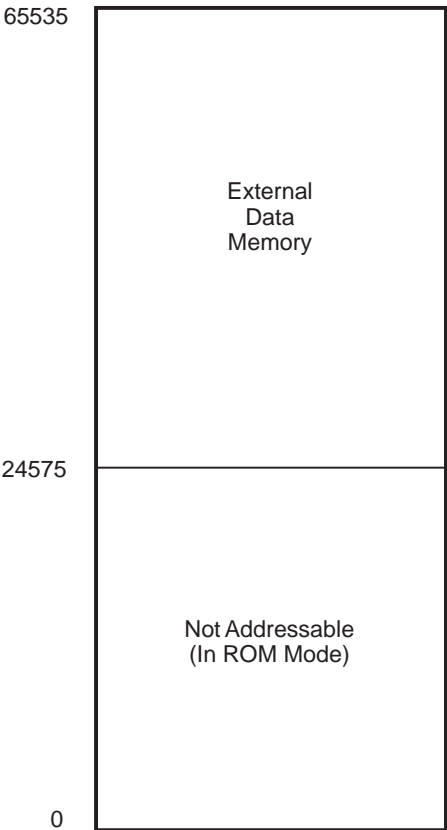 65535
External
Data
Memory
24575
Not Addressable
(In ROM Mode)
0